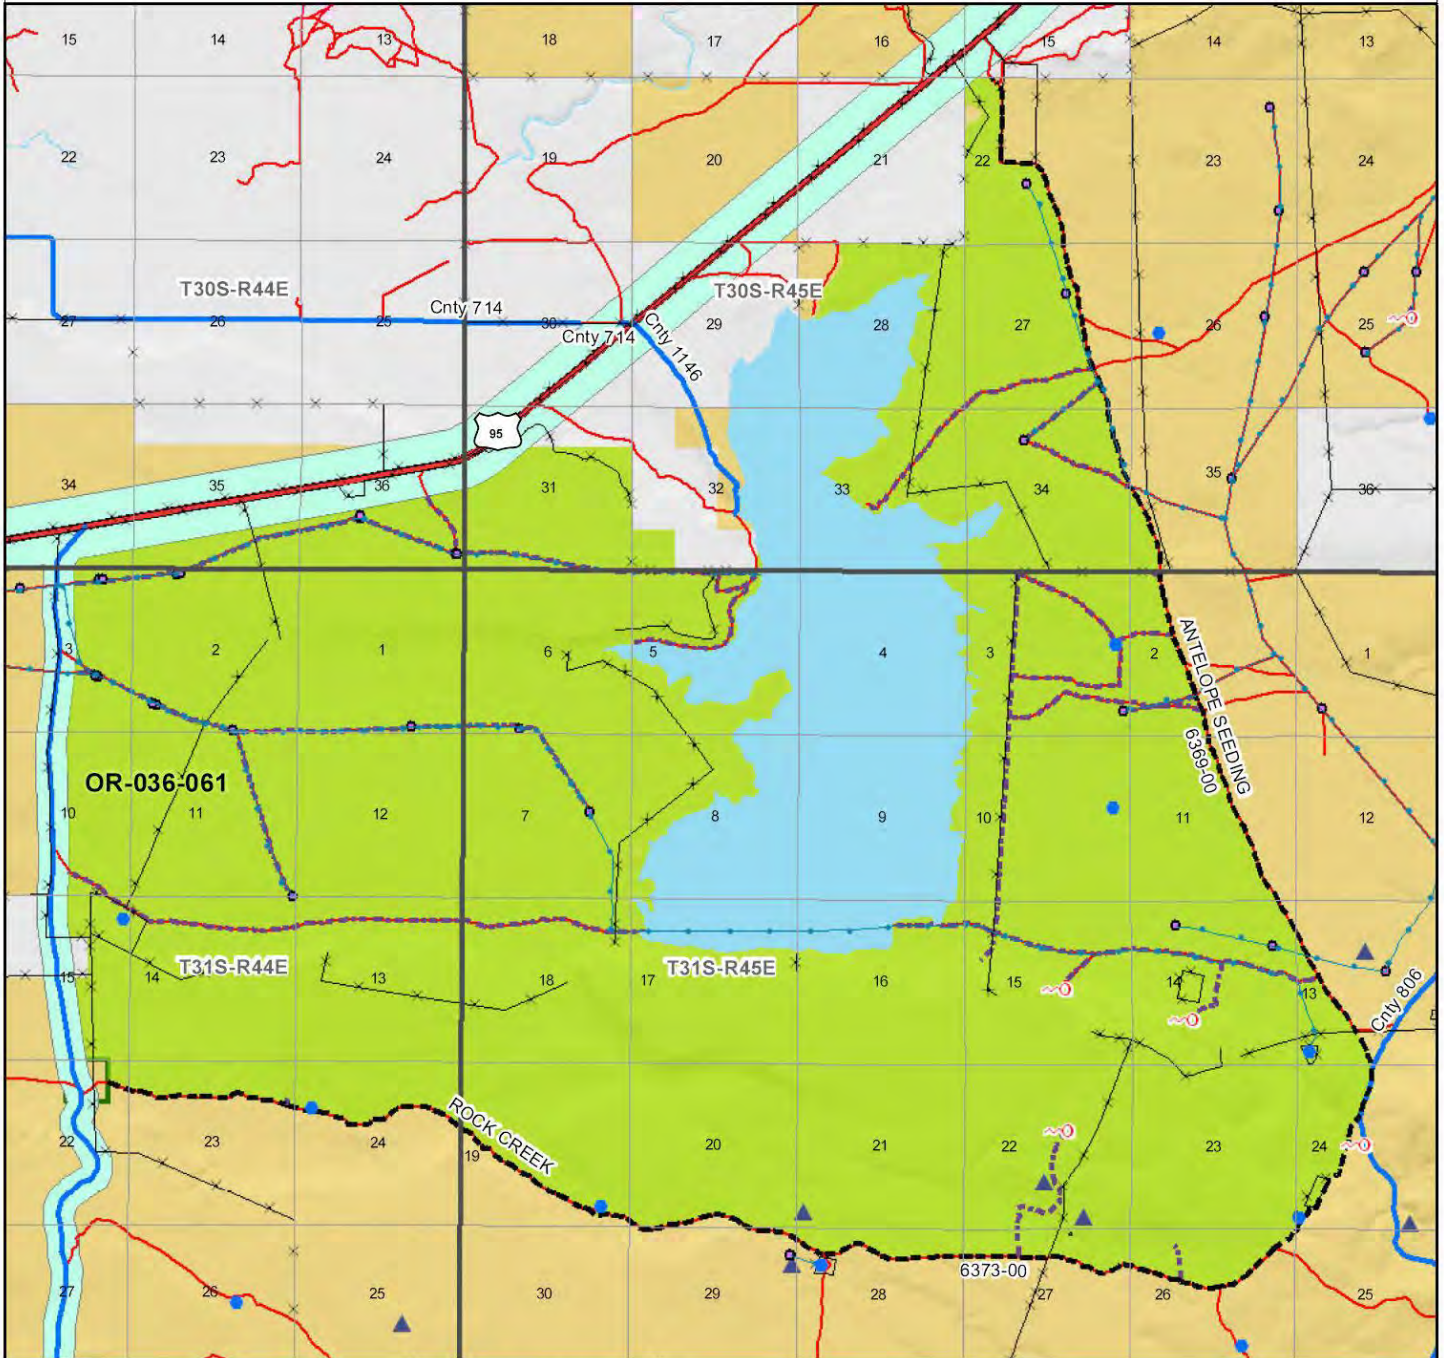 15 14 13 18 17 16 15 14 13
22 23 24 19 20 21 22 23 24
T30S-R44E T30S-R45E
27 26 25 30 29 28 27 26 25
Cnty 714
Cnty 714
Cnty 1146
95
34 35 36 31 32 33 34 35 36
3 2 1 6 5 4 3 2 1
ANTELOPE SEEDING
6369-00
OR-036-061
10 11 12 7 8 9 10 11 12
T31S-R44E T31S-R45E
15 14 13 18 17 16 15 14 13
Cnty 806
22 23 24 19 20 21 22 23 24
ROCK CREEK
6373-00
27 26 25 30 29 28 27 26 25